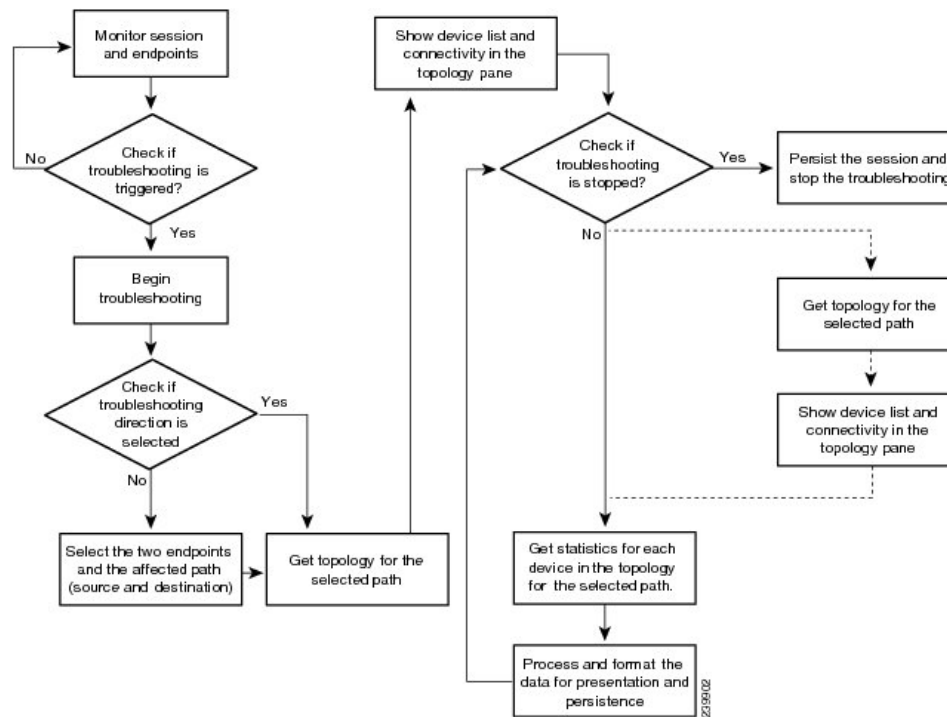 Monitor session
and endpoints
No
Check if
troubleshooting is
triggered?
Yes
Begin
troubleshooting
Check if
troubleshooting
direction is
selected
Yes
No
Select the two endpoints
and the affected path
(source and destination)
Get topology for the
selected path
Show device list and
connectivity in the
topology pane
Check if
troubleshooting
is stopped?
Yes
Persist the session and
stop the troubleshooting
No
Get topology for the
selected path
Show device list and
connectivity in the
topology pane
Get statistics for each
device in the topology
for the selected path.
Process and format the
data for presentation and
persistence
239902